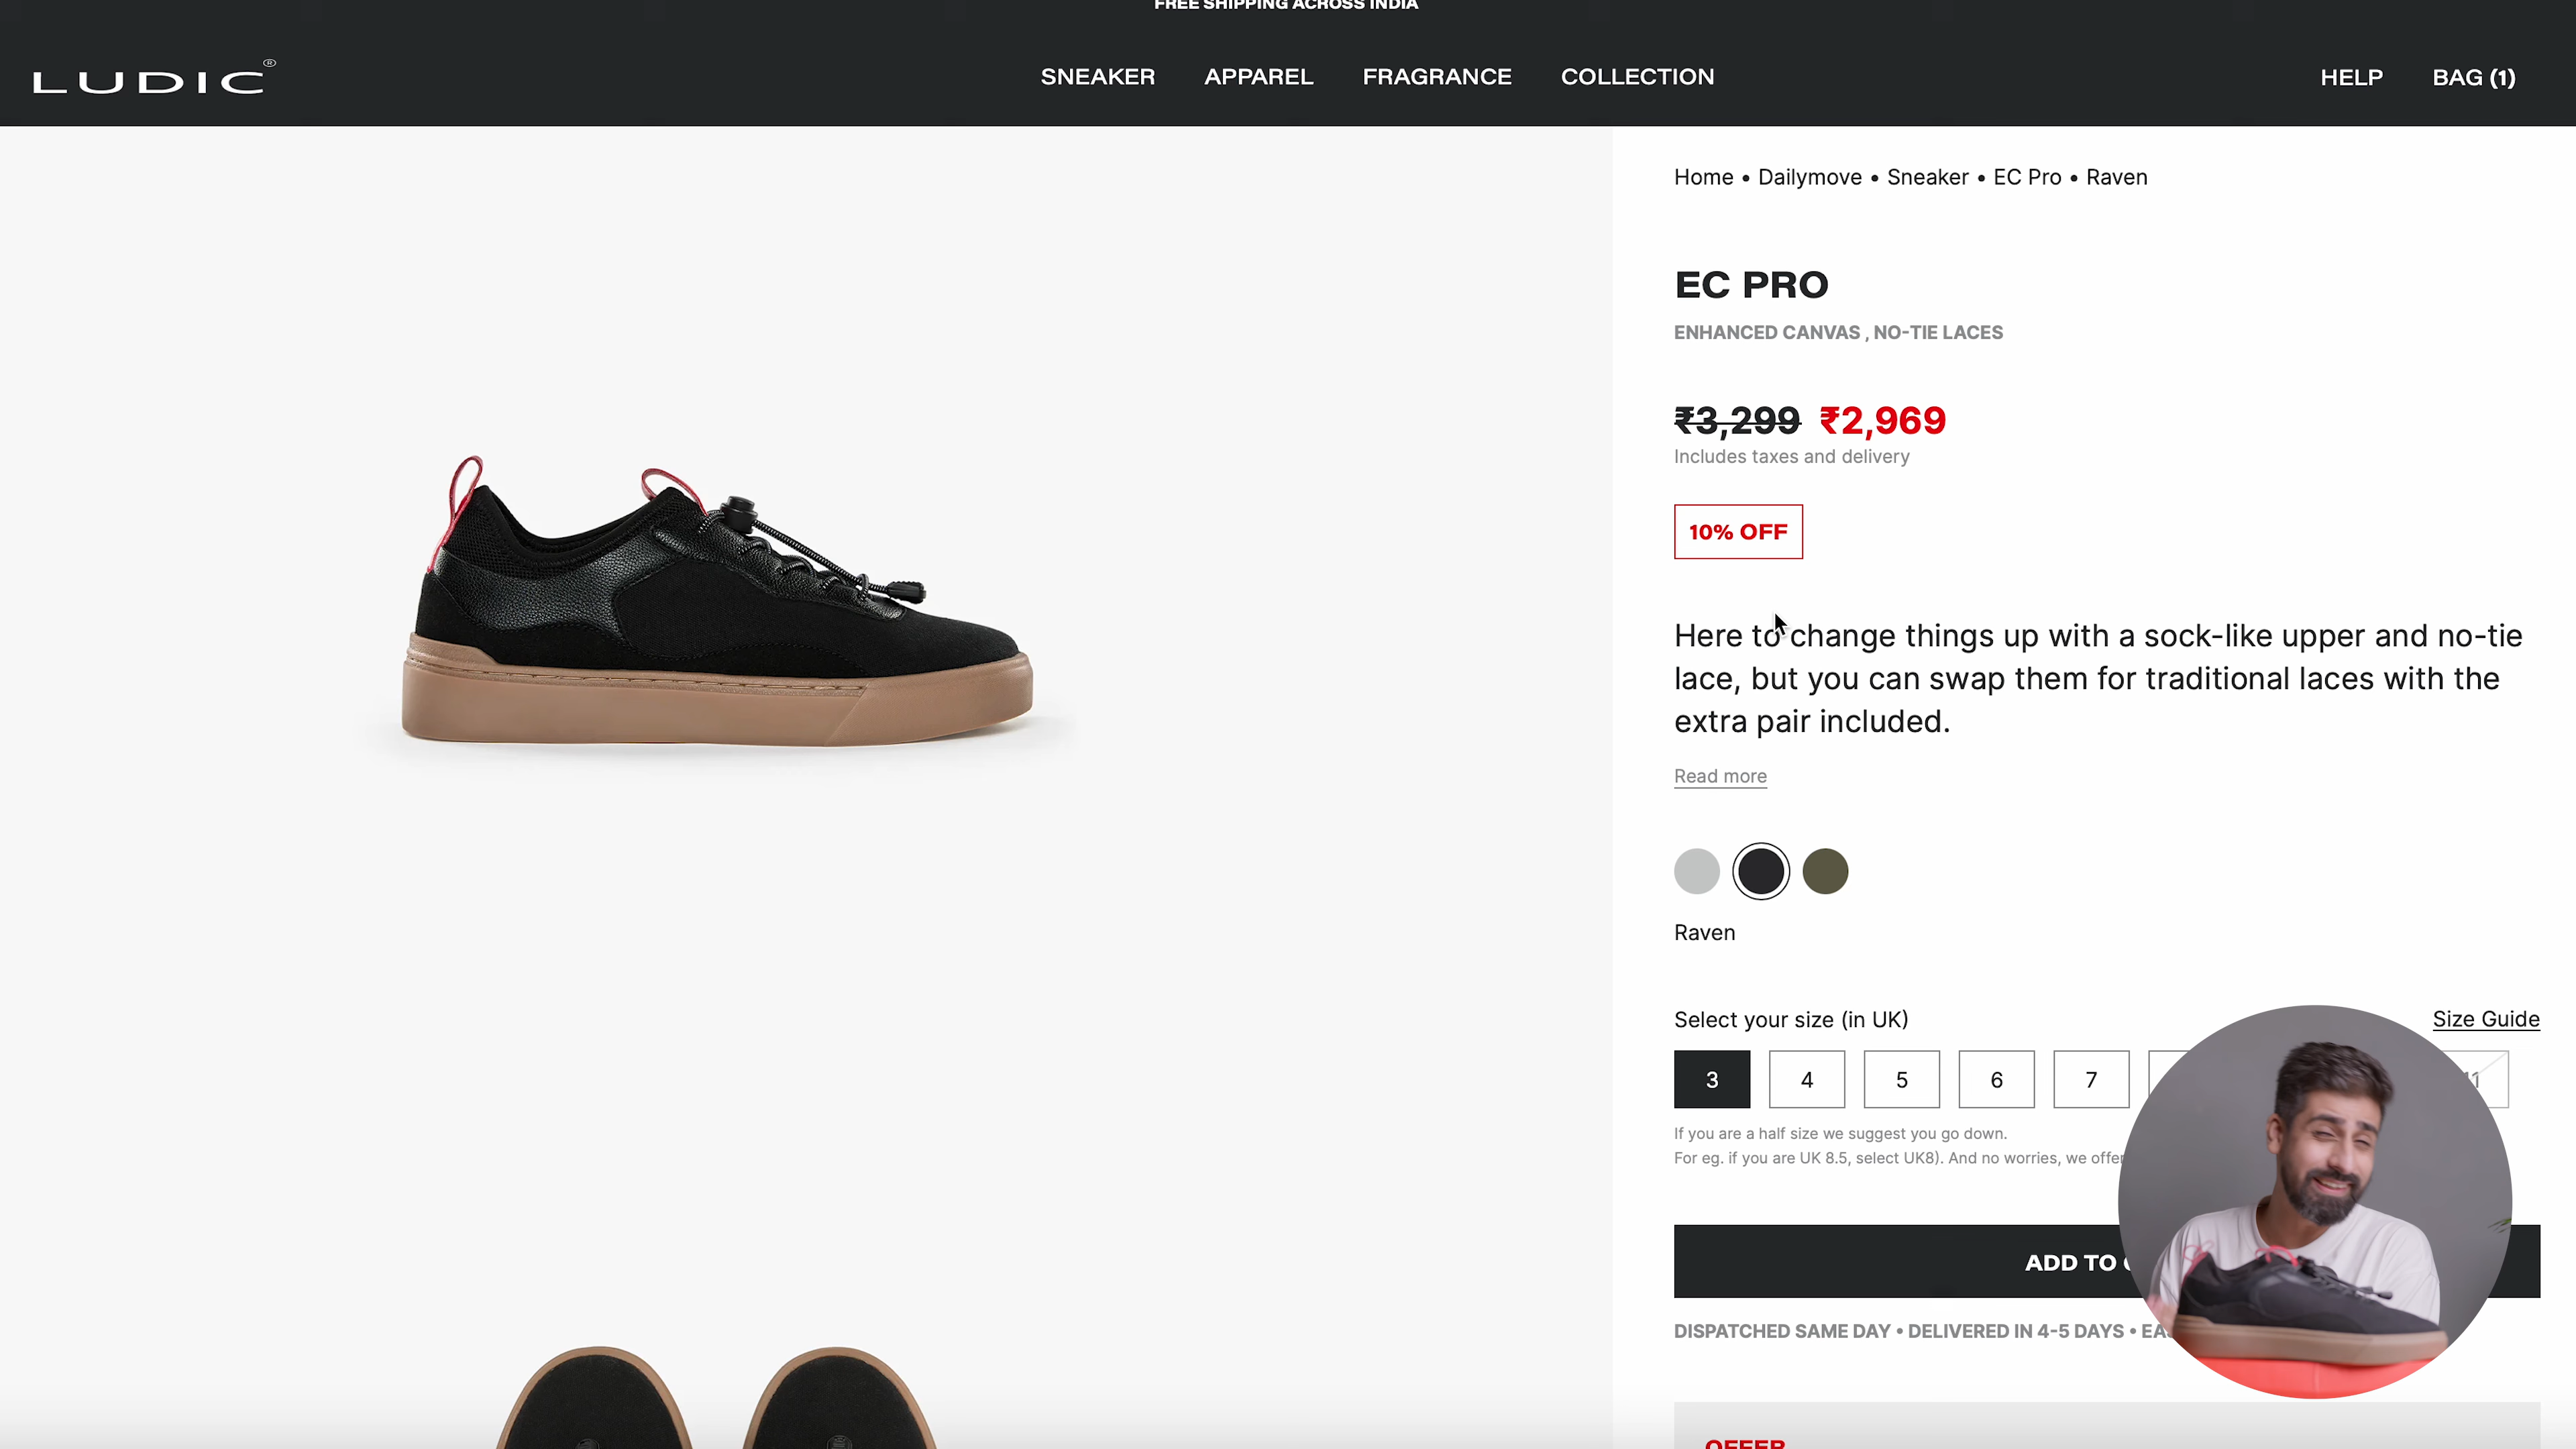 FREE SHIPPING ACROSS INDIA
LUDIC®
SNEAKER APPAREL FRAGRANCE COLLECTION
HELP BAG (1)
Home • Dailymove • Sneaker • EC Pro • Raven
EC PRO
ENHANCED CANVAS , NO-TIE LACES
₹3,299 ₹2,969
Includes taxes and delivery
10% OFF
Here to change things up with a sock-like upper and no-tie
lace, but you can swap them for traditional laces with the
extra pair included.
Read more
Raven
Select your size (in UK) Size Guide
3 4 5 6 7 11
If you are a half size we suggest you go down.
For eg. if you are UK 8.5, select UK8). And no worries, we offer
ADD TO
DISPATCHED SAME DAY • DELIVERED IN 4-5 DAYS •
OFFER